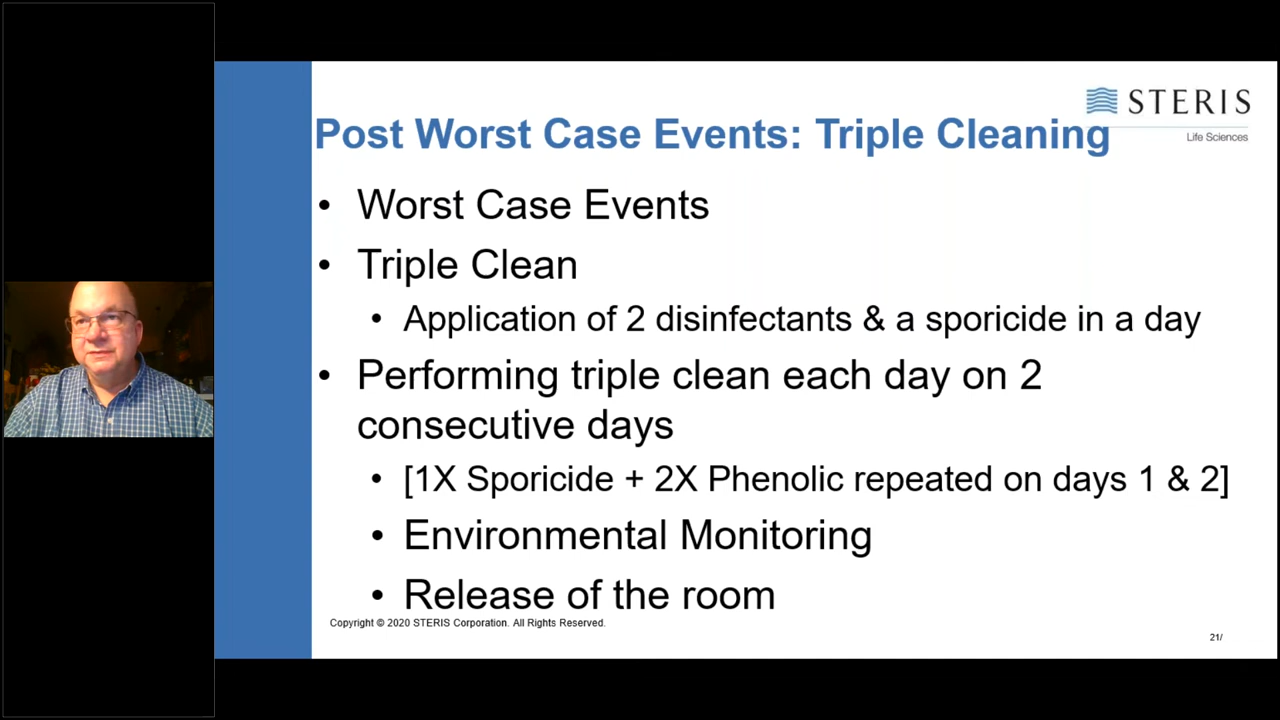 STERIS
Life Sciences
Post Worst Case Events: Triple Cleaning
• Worst Case Events
• Triple Clean
• Application of 2 disinfectants & a sporicide in a day
• Performing triple clean each day on 2
consecutive days
• [1X Sporicide + 2X Phenolic repeated on days 1 & 2]
• Environmental Monitoring
• Release of the room
Copyright © 2020 STERIS Corporation. All Rights Reserved.
21/